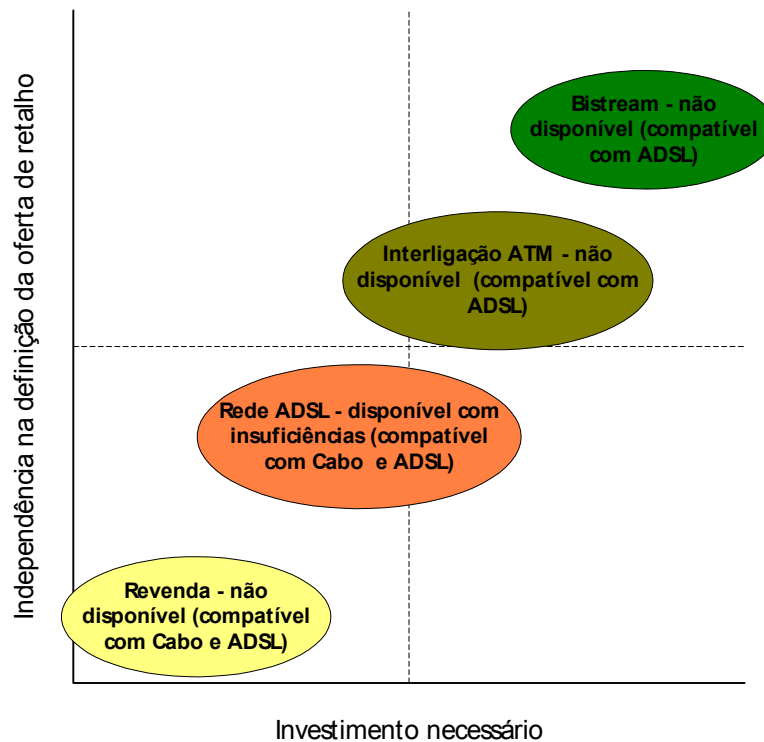 Independência na definição da oferta de retalho
Bistream - não
disponível (compatível
com ADSL)
Interligação ATM - não
disponível (compatível com
ADSL)
Rede ADSL - disponível com
insuficiências (compatível
com Cabo e ADSL)
Revenda - não
disponível (compatível
com Cabo e ADSL)
Investimento necessário